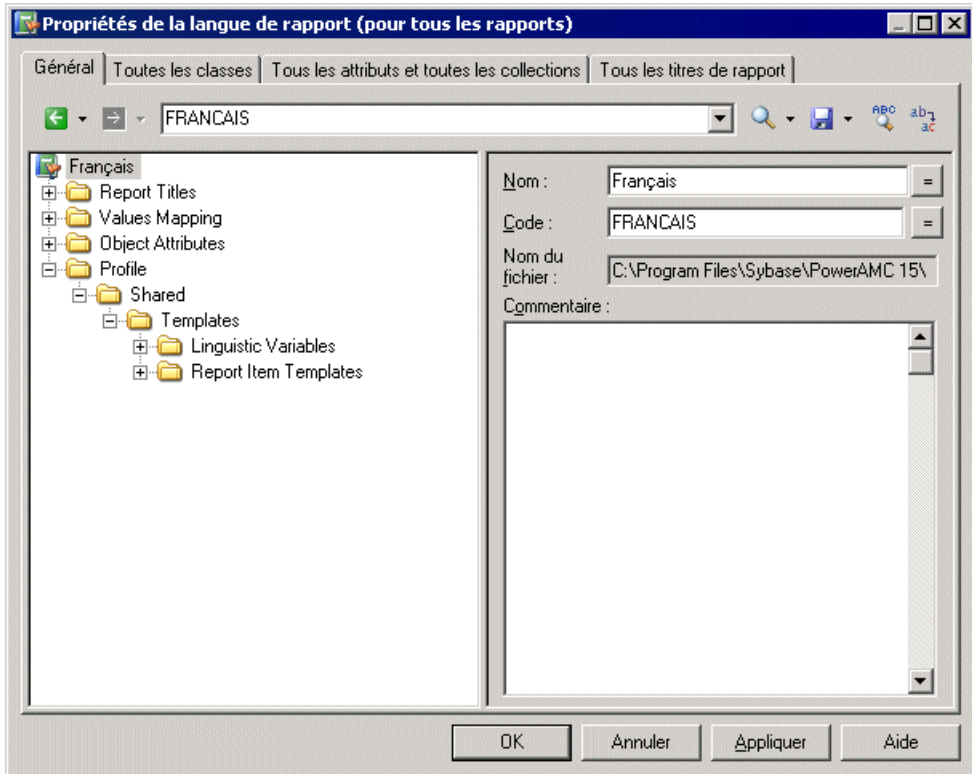 Propriétés de la langue de rapport (pour tous les rapports)
Général Toutes les classes Tous les attributs et toutes les collections Tous les titres de rapport
FRANCAIS
Français
Report Titles
Values Mapping
Object Attributes
Profile
Shared
Templates
Linguistic Variables
Report Item Templates
Nom : Français =
Code : FRANCAIS =
Nom du
fichier : C:\Program Files\Sybase\PowerAMC 15\
Commentaire :
OK Annuler Appliquer Aide